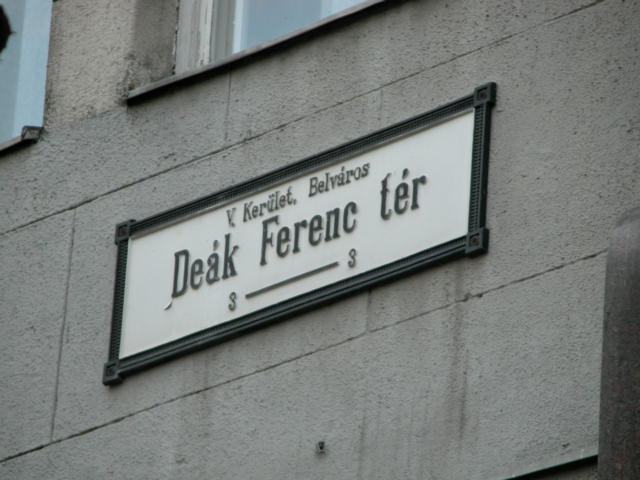 V. Kerület, Belváros
Deák Ferenc tér
3 — 3